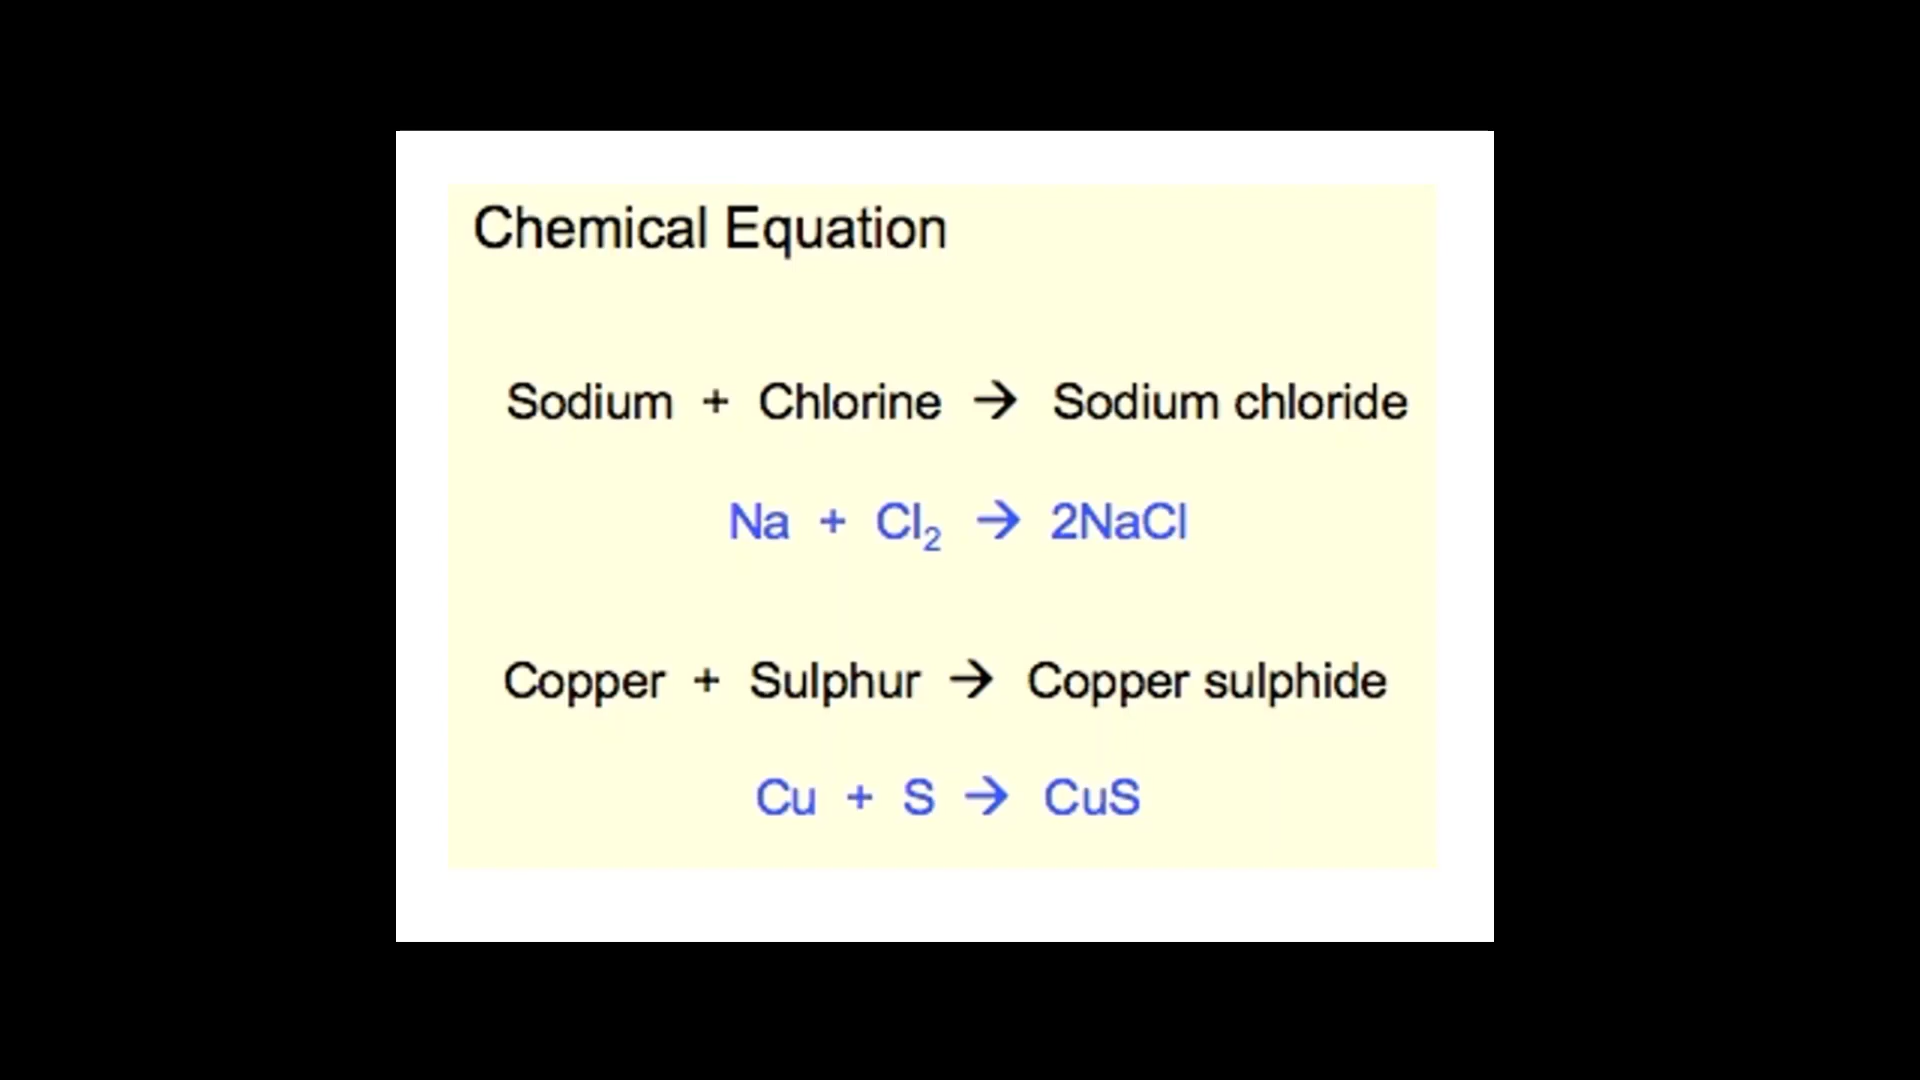 Chemical Equation
Sodium + Chlorine → Sodium chloride
Na + Cl₂ → 2NaCl
Copper + Sulphur → Copper sulphide
Cu + S → CuS